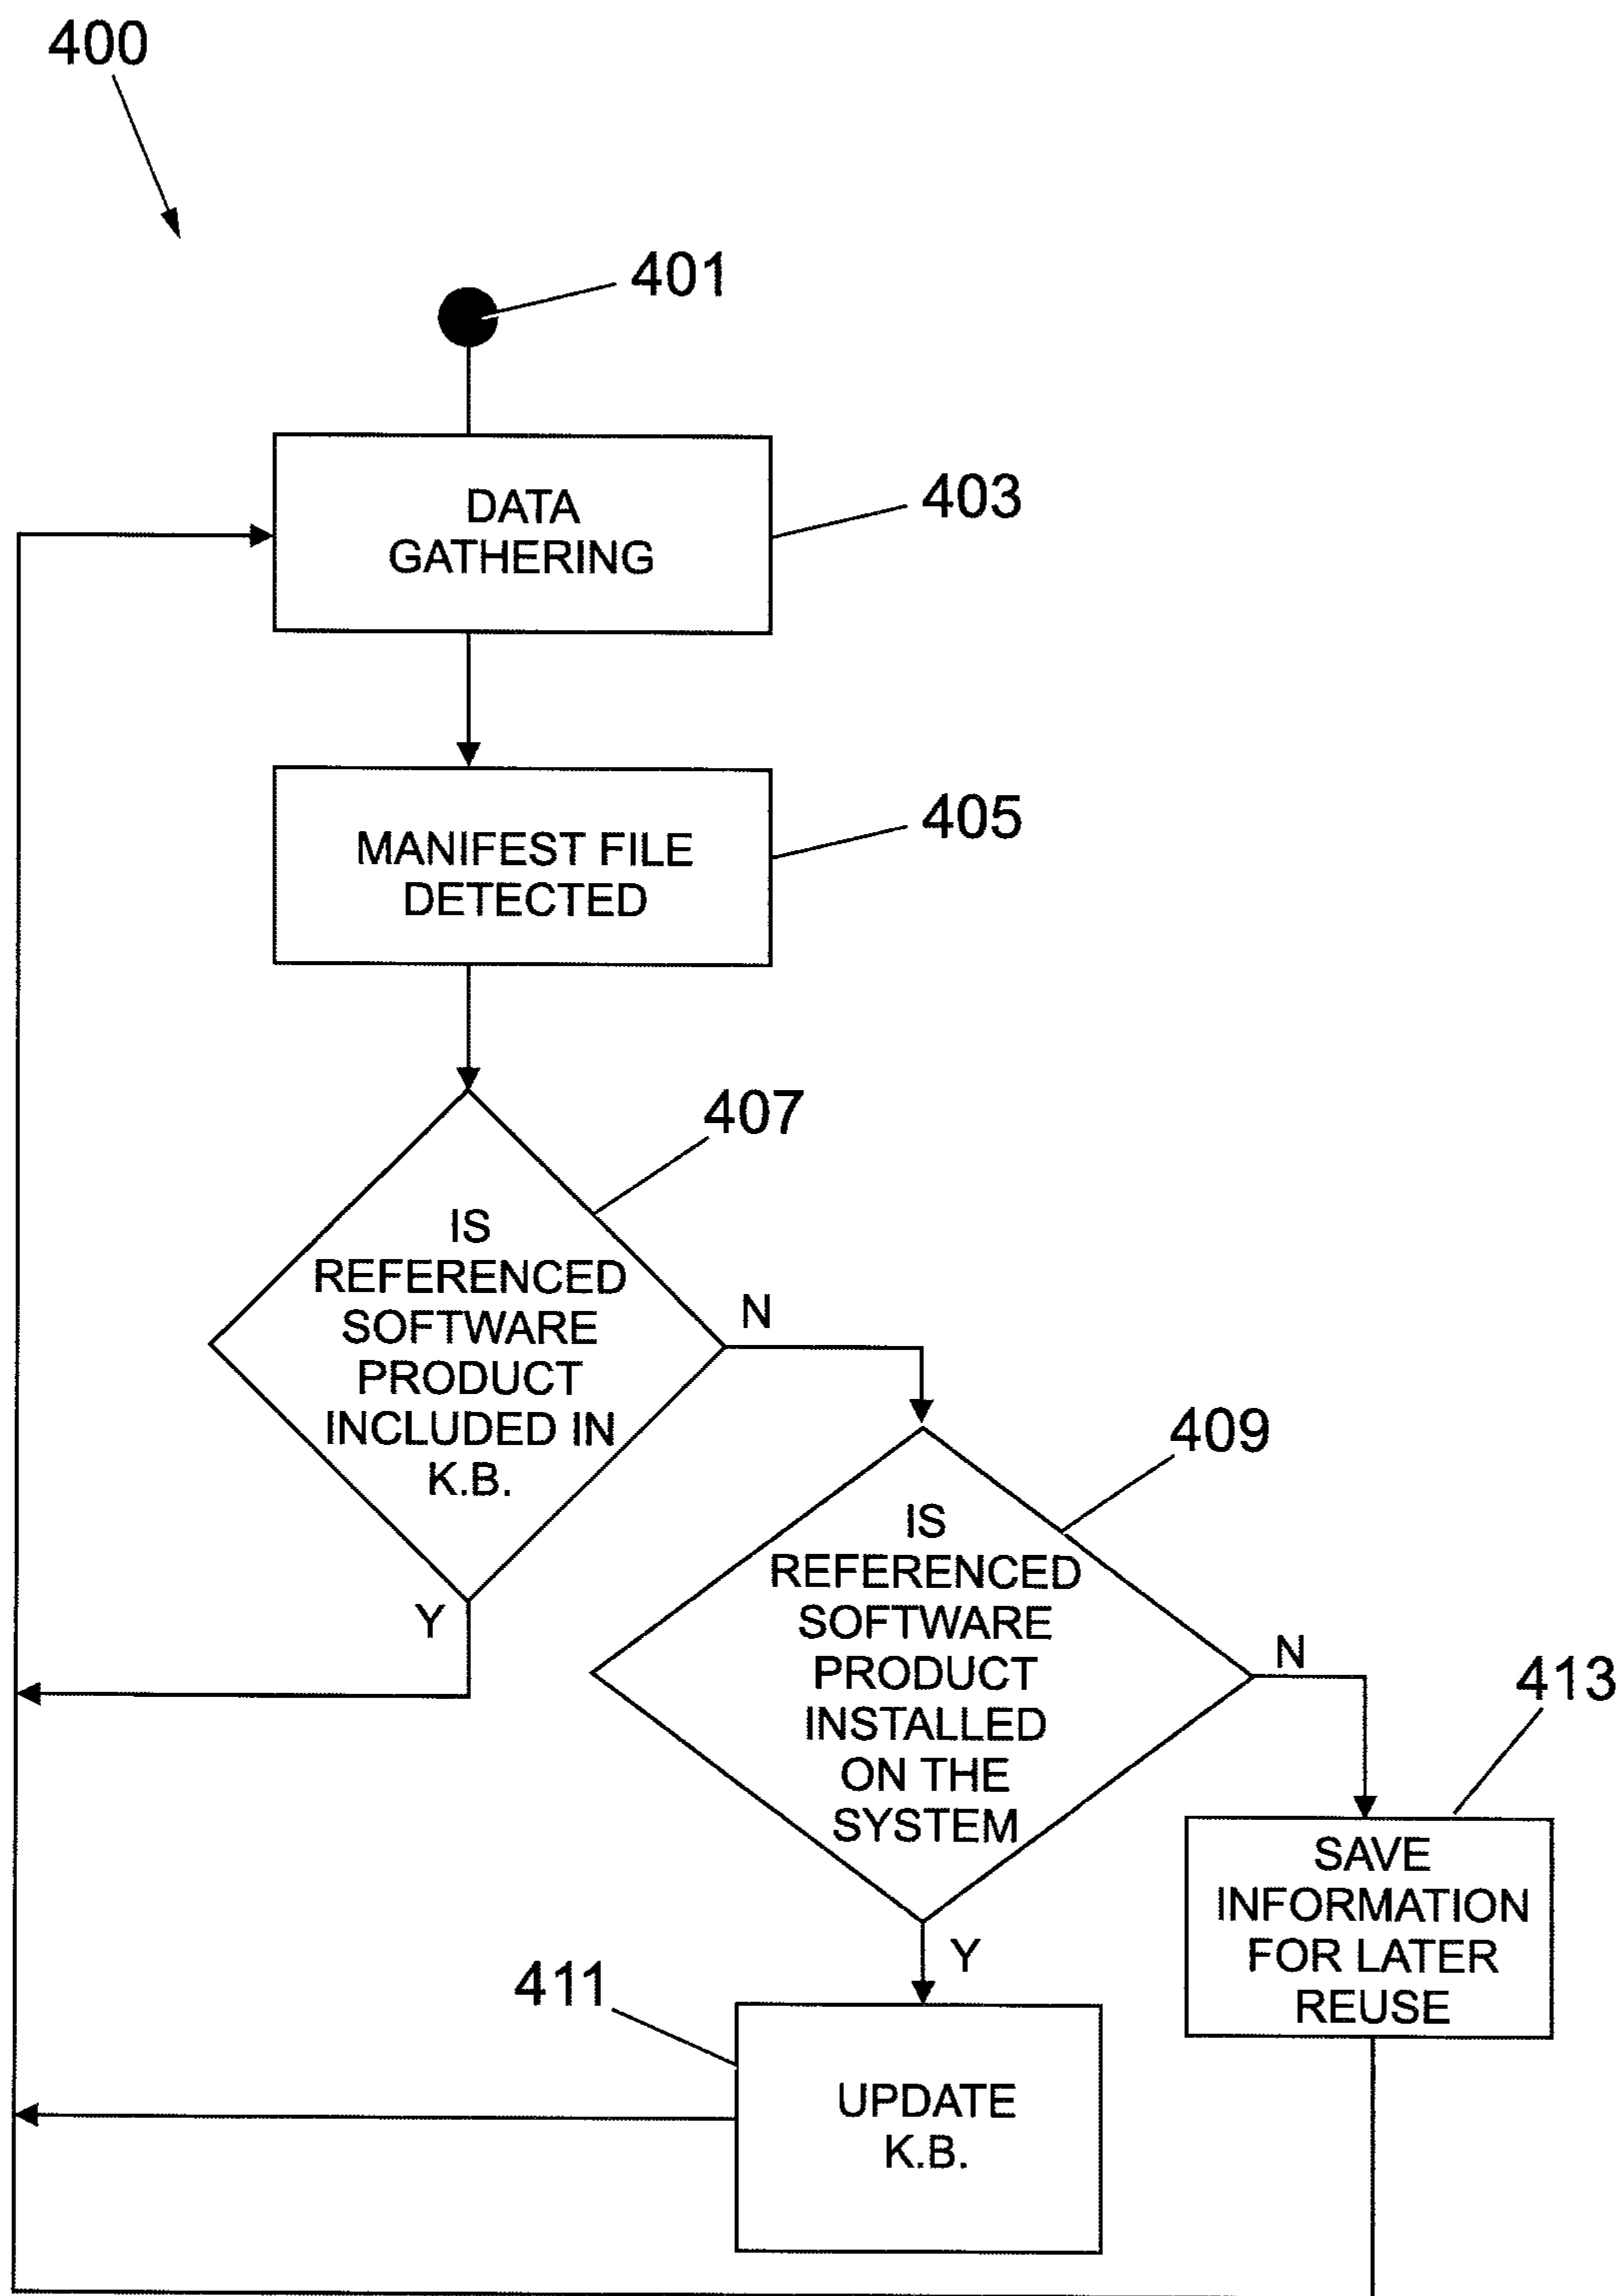 400
401
DATA
GATHERING
403
MANIFEST FILE
DETECTED
405
407
IS
REFERENCED
SOFTWARE
PRODUCT
INCLUDED IN
K.B.
N
Y
409
IS
REFERENCED
SOFTWARE
PRODUCT
INSTALLED
ON THE
SYSTEM
N
413
SAVE
INFORMATION
FOR LATER
REUSE
Y
411
UPDATE
K.B.